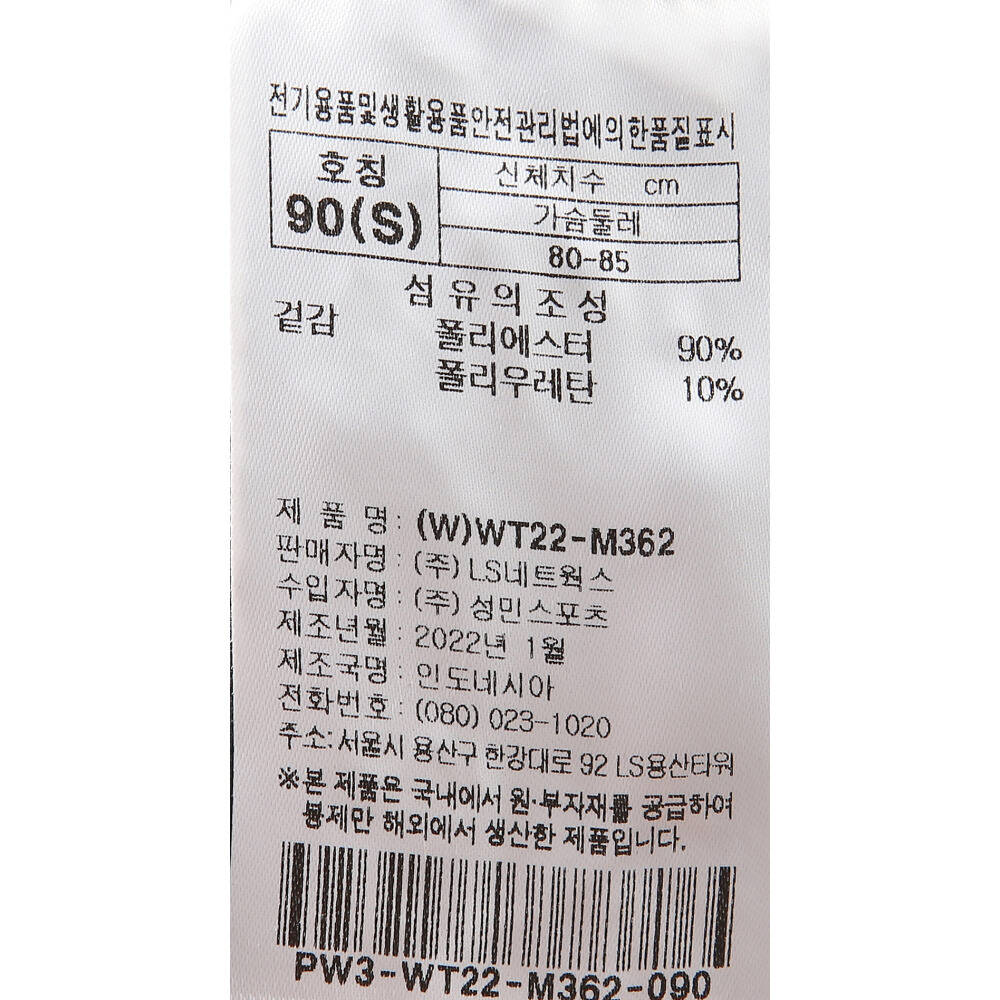 전기용품및생활용품안전관리법에의한품질표시
호칭
90(S)
신체치수 cm
가슴둘레
80-85
섬유의조성
겉감 폴리에스터 90%
폴리우레탄 10%
제 품 명: (W)WT22-M362
판매자명: (주) LS네트웍스
수입자명: (주) 성민스포츠
제조년월: 2022년 1월
제조국명: 인도네시아
전화번호: (080) 023-1020
주소: 서울시 용산구 한강대로 92 LS용산타워
※본 제품은 국내에서 원·부자재를 공급하여
봉제만 해외에서 생산한 제품입니다.
PW3-WT22-M362-090